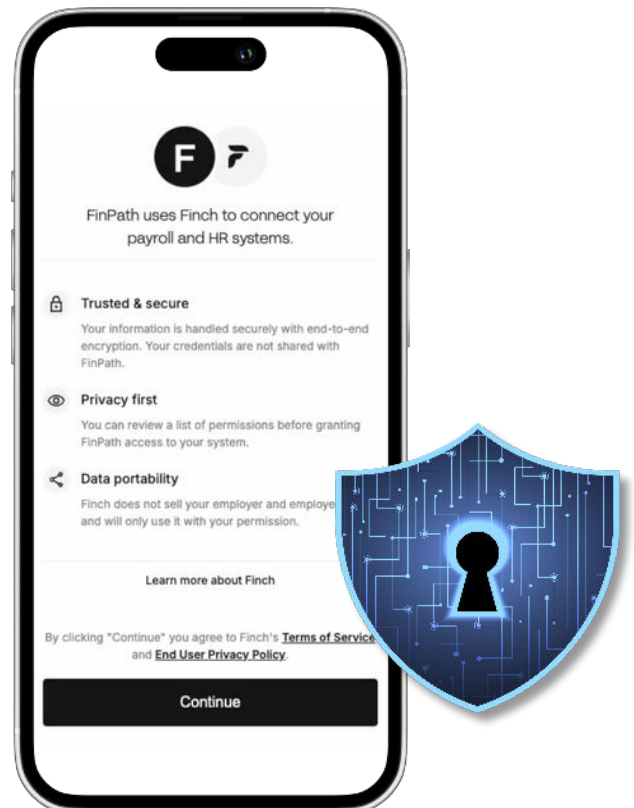 F
FinPath uses Finch to connect your
payroll and HR systems.
Trusted & secure
Your information is handled securely with end-to-end
encryption. Your credentials are not shared with
FinPath.
Privacy first
You can review a list of permissions before granting
FinPath access to your system.
Data portability
Finch does not sell your employer and
and will only use it with your permission.
Learn more about Finch
By clicking "Continue" you agree to Finch's Terms of Service
and End User Privacy Policy.
Continue